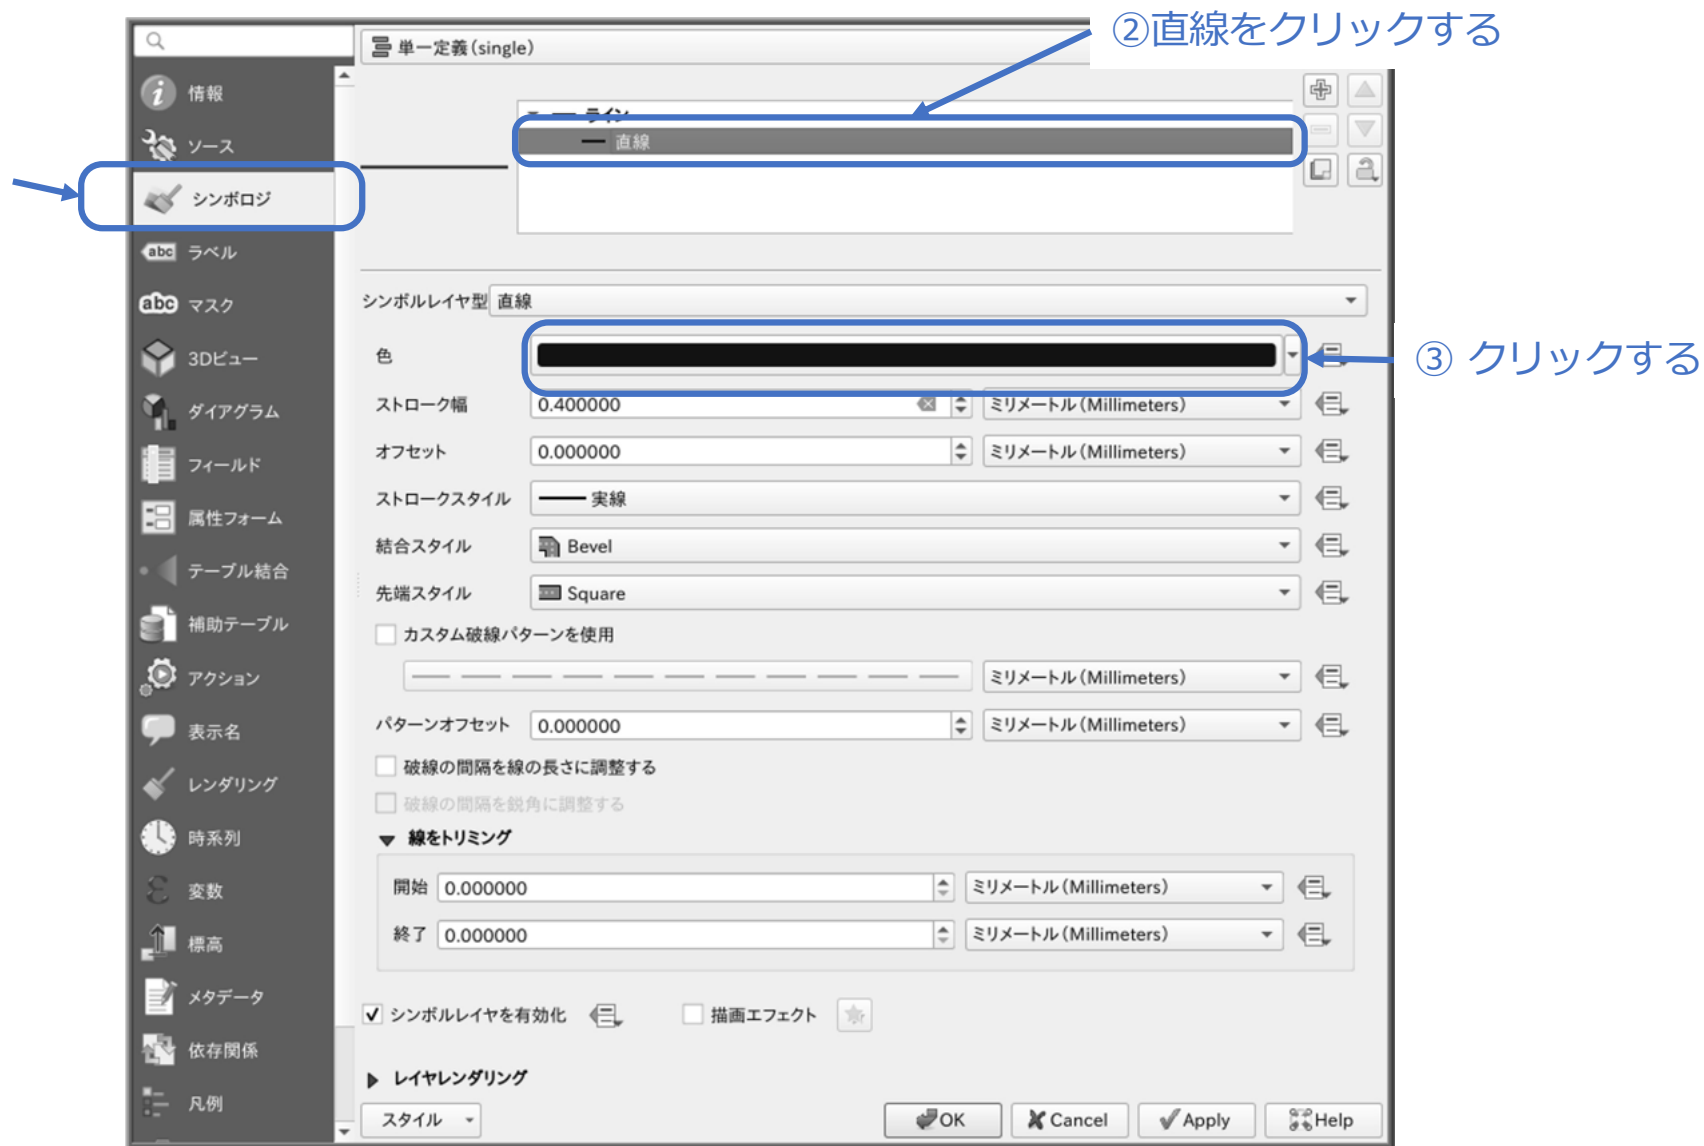 ②直線をクリックする
単一定義(single)
情報
ライン
直線
ソース
シンボロジ
ラベル
シンボルレイヤ型 直線
マスク
色
3Dビュー
③ クリックする
ストローク幅 0.400000 ミリメートル(Millimeters)
ダイアグラム
オフセット 0.000000 ミリメートル(Millimeters)
フィールド
ストロークスタイル 実線
属性フォーム
結合スタイル Bevel
テーブル結合
先端スタイル Square
補助テーブル
カスタム破線パターンを使用
アクション
ミリメートル(Millimeters)
表示名
パターンオフセット 0.000000 ミリメートル(Millimeters)
破線の間隔を線の長さに調整する
レンダリング
破線の間隔を鋭角に調整する
時系列
線をトリミング
変数
開始 0.000000 ミリメートル(Millimeters)
標高
終了 0.000000 ミリメートル(Millimeters)
メタデータ
シンボルレイヤを有効化 描画エフェクト
依存関係
レイヤレンダリング
凡例
スタイル OK Cancel Apply Help